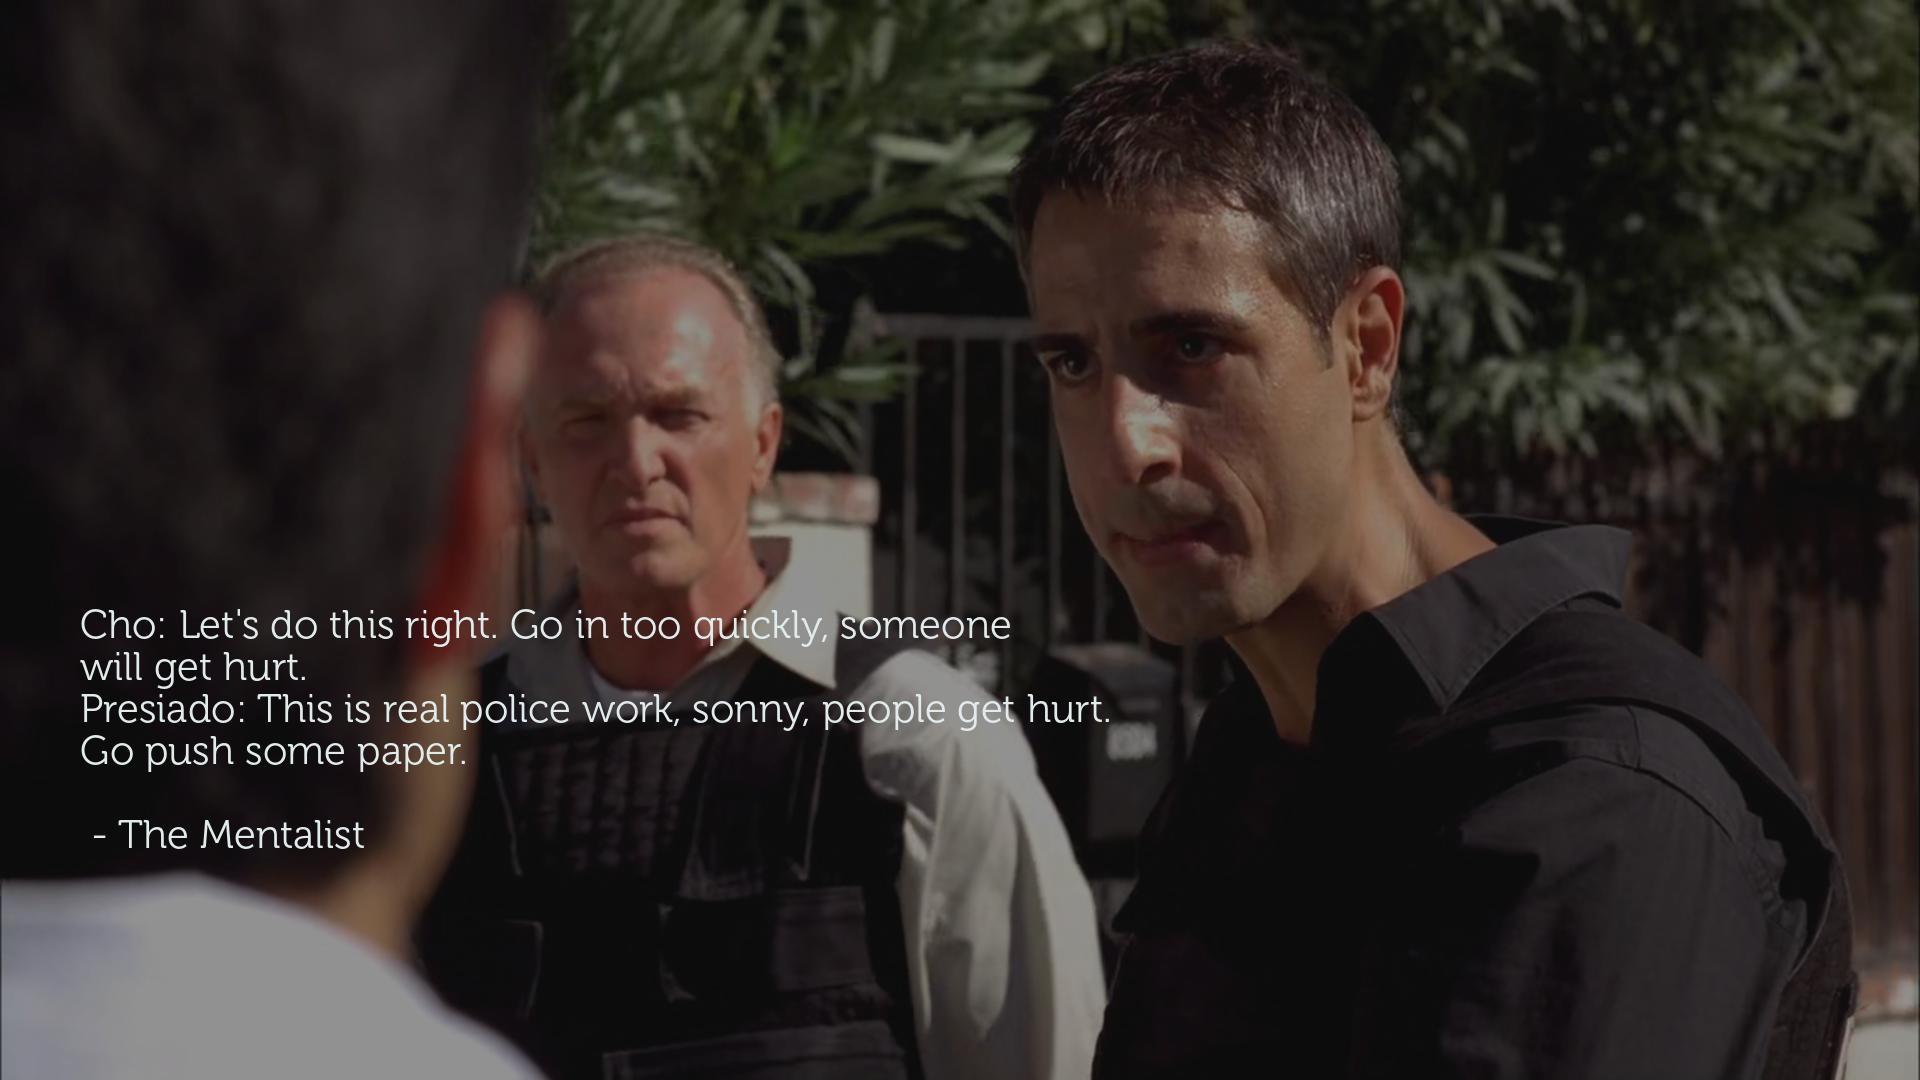 Cho: Let's do this right. Go in too quickly, someone
will get hurt.
Presiado: This is real police work, sonny, people get hurt.
Go push some paper.
- The Mentalist